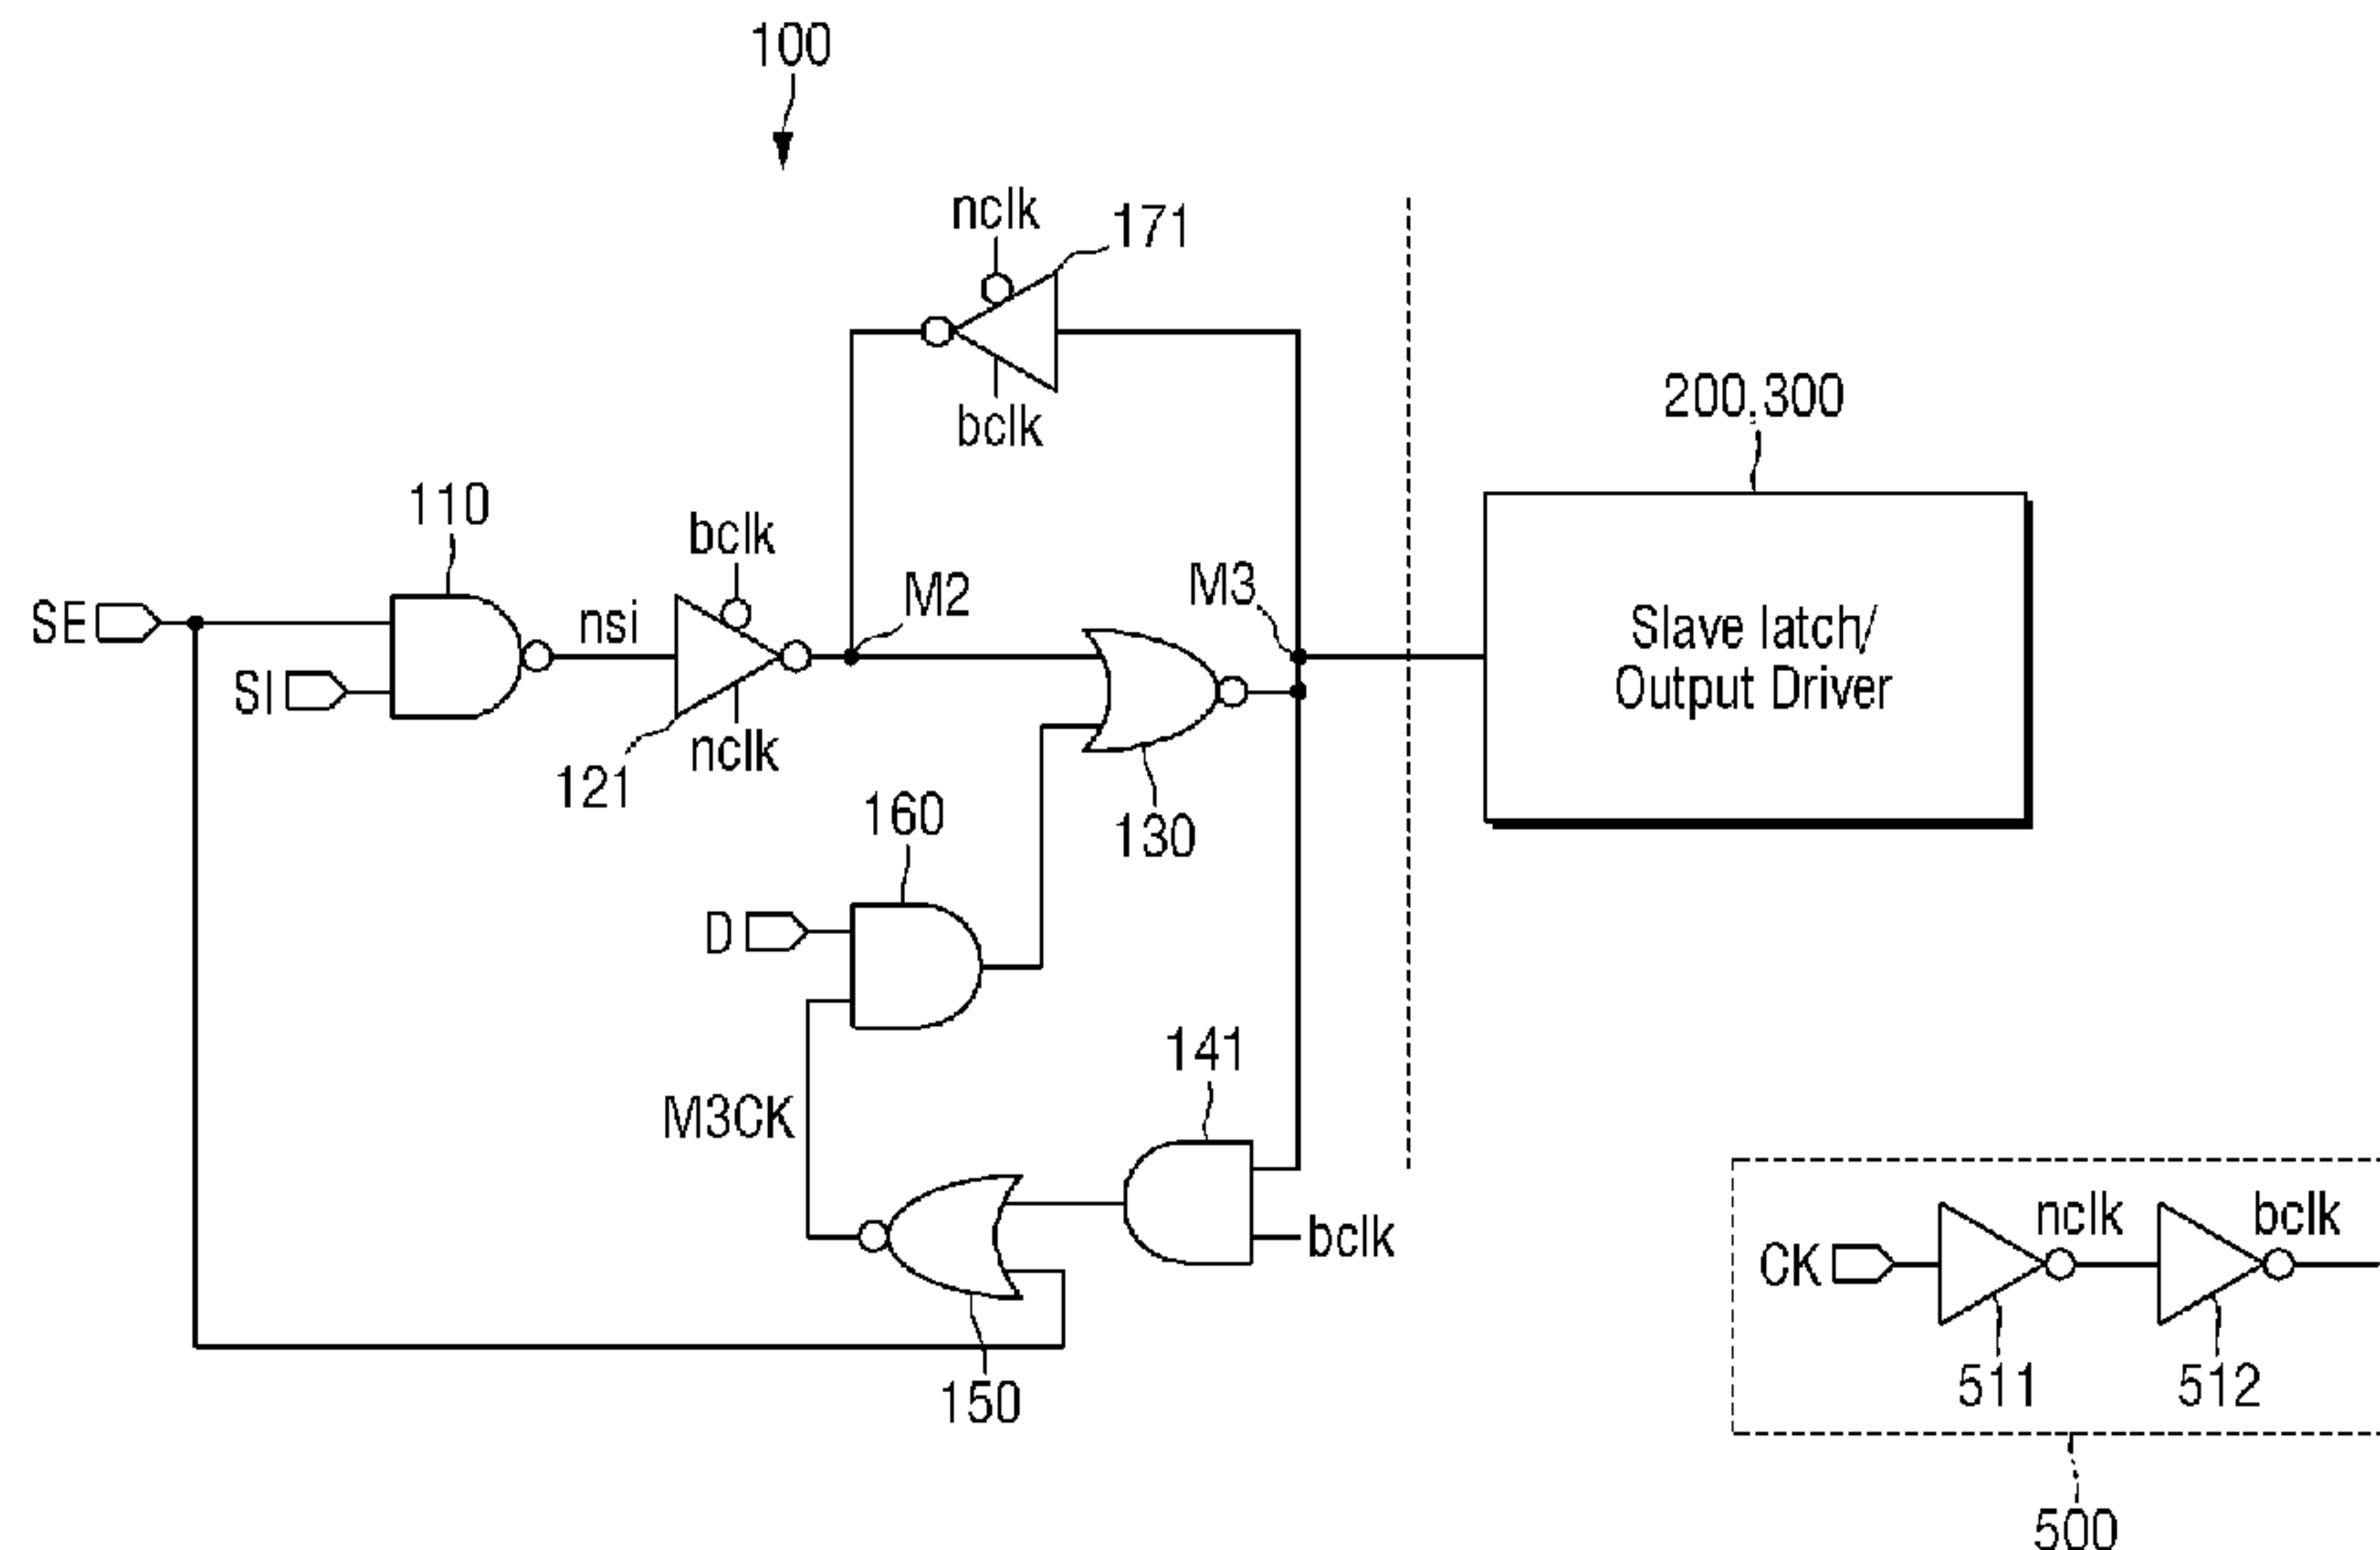 100
nclk
171
bclk
200,300
110
bclk
SE
nsi
M2
M3
Slave latch/
Output Driver
SI
nclk
121
160
130
D
141
M3CK
bclk
nclk
bclk
CK
150
511
512
500